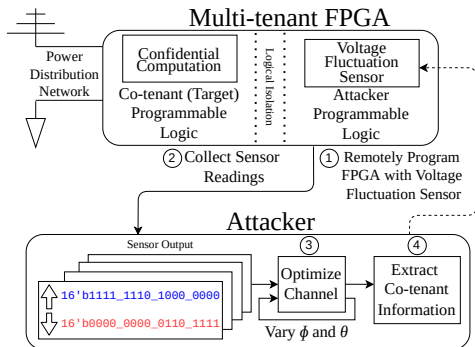 Multi-tenant FPGA
Power
Distribution
Network
Confidential
Computation
Co-tenant (Target)
Programmable
Logic
Logical Isolation
Voltage
Fluctuation
Sensor
Attacker
Programmable
Logic
2 Collect Sensor
Readings
1 Remotely Program
FPGA with Voltage
Fluctuation Sensor
Attacker
Sensor Output
16'b1111_1110_1000_0000
16'b0000_0000_0110_1111
3
Optimize
Channel
Vary ϕ and θ
4
Extract
Co-tenant
Information